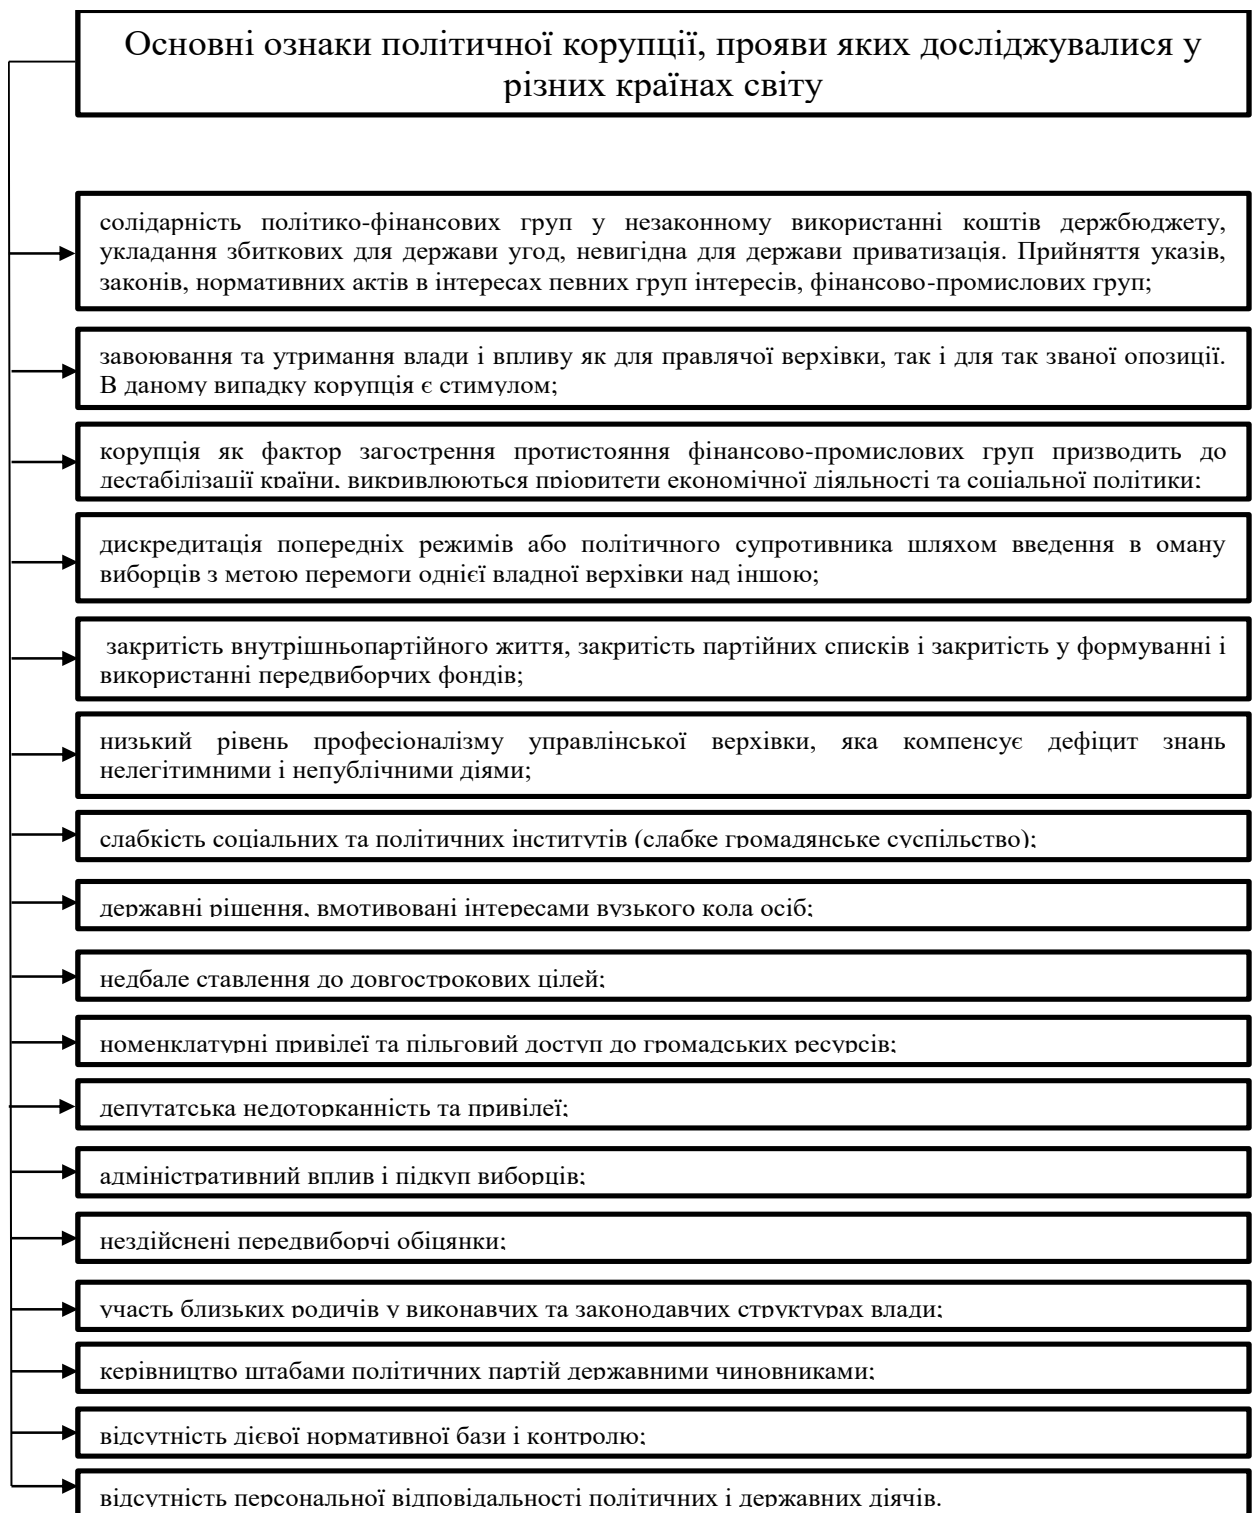 Основні ознаки політичної корупції, прояви яких досліджувалися у
різних країнах світу
солідарність політико-фінансових груп у незаконному використанні коштів держбюджету,
укладання збиткових для держави угод, невигідна для держави приватизація. Прийняття указів,
законів, нормативних актів в інтересах певних груп інтересів, фінансово-промислових груп;
завоювання та утримання влади і впливу як для правлячої верхівки, так і для так званої опозиції.
В даному випадку корупція є стимулом;
корупція як фактор загострення протистояння фінансово-промислових груп призводить до
дестабілізації країни, викривлюються пріоритети економічної діяльності та соціальної політики;
дискредитація попередніх режимів або політичного супротивника шляхом введення в оману
виборців з метою перемоги однієї владної верхівки над іншою;
закритість внутрішньопартійного життя, закритість партійних списків і закритість у формуванні і
використанні передвиборчих фондів;
низький рівень професіоналізму управлінської верхівки, яка компенсує дефіцит знань
нелегітимними і непублічними діями;
слабкість соціальних та політичних інститутів (слабке громадянське суспільство);
державні рішення, вмотивовані інтересами вузького кола осіб;
недбале ставлення до довгострокових цілей;
номенклатурні привілеї та пільговий доступ до громадських ресурсів;
депутатська недоторканність та привілеї;
адміністративний вплив і підкуп виборців;
нездійснені передвиборчі обіцянки;
участь близьких родичів у виконавчих та законодавчих структурах влади;
керівництво штабами політичних партій державними чиновниками;
відсутність дієвої нормативної бази і контролю;
відсутність персональної відповідальності політичних і державних діячів.